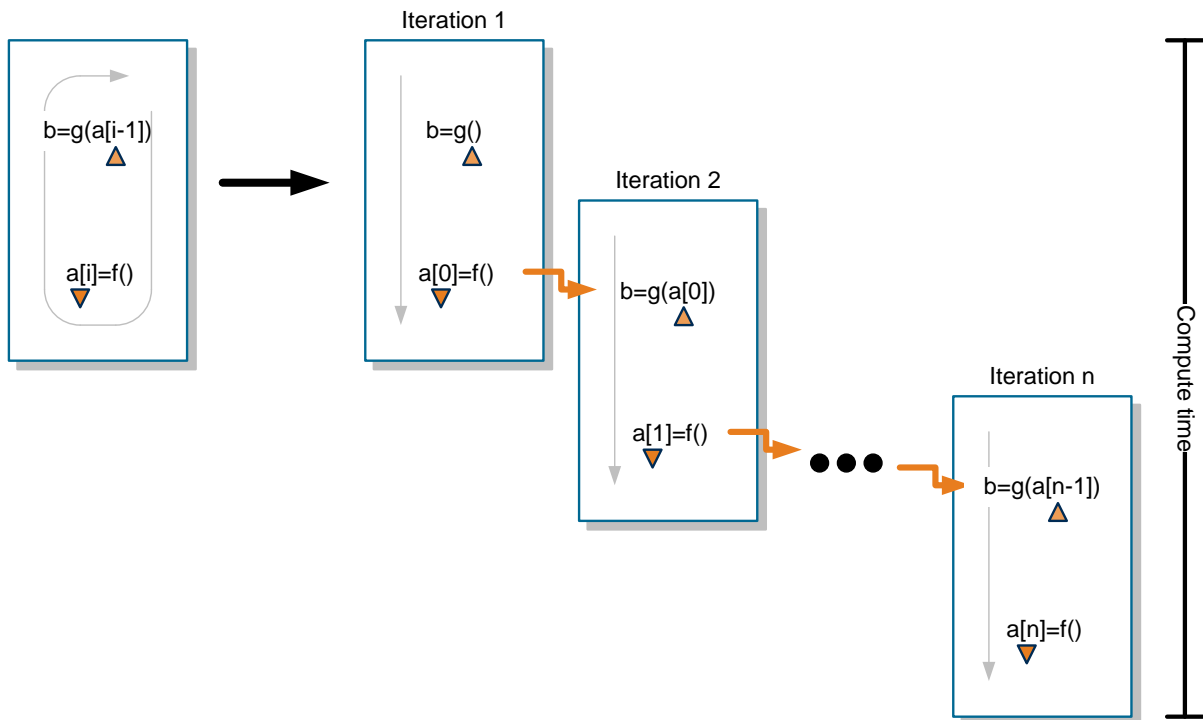 Iteration 1
b=g(a[i-1])
a[i]=f()
b=g()
a[0]=f()
Iteration 2
b=g(a[0])
a[1]=f()
Iteration n
b=g(a[n-1])
a[n]=f()
Compute time